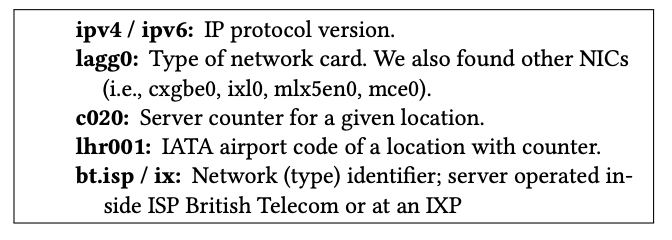 ipv4 / ipv6: IP protocol version.
lagg0: Type of network card. We also found other NICs
(i.e., cxgbe0, ixl0, mlx5en0, mce0).
c020: Server counter for a given location.
lhr001: IATA airport code of a location with counter.
bt.isp / ix: Network (type) identifier; server operated in-
side ISP British Telecom or at an IXP